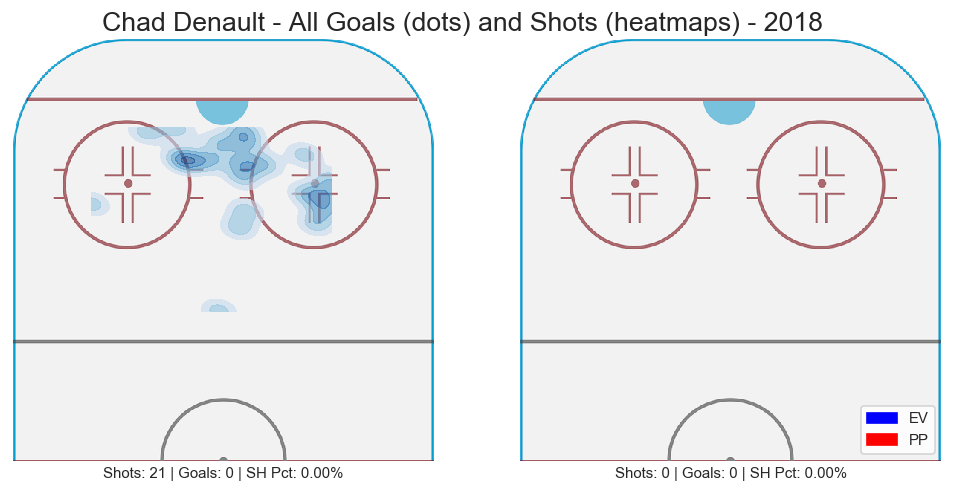 Chad Denault - All Goals (dots) and Shots (heatmaps) - 2018
EV
PP
Shots: 21 | Goals: 0 | SH Pct: 0.00%
Shots: 0 | Goals: 0 | SH Pct: 0.00%